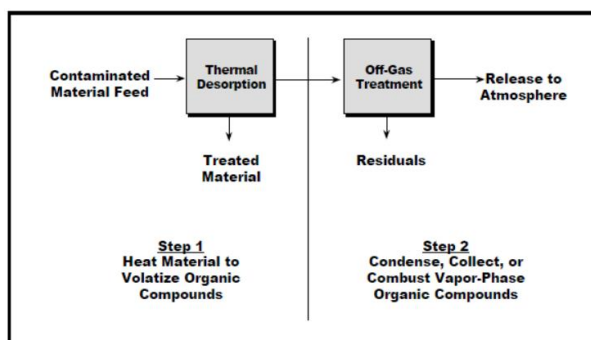 Contaminated
Material Feed
Thermal
Desorption
Off-Gas
Treatment
Release to
Atmosphere
Treated
Material
Residuals
Step 1
Heat Material to
Volatize Organic
Compounds
Step 2
Condense, Collect, or
Combust Vapor-Phase
Organic Compounds